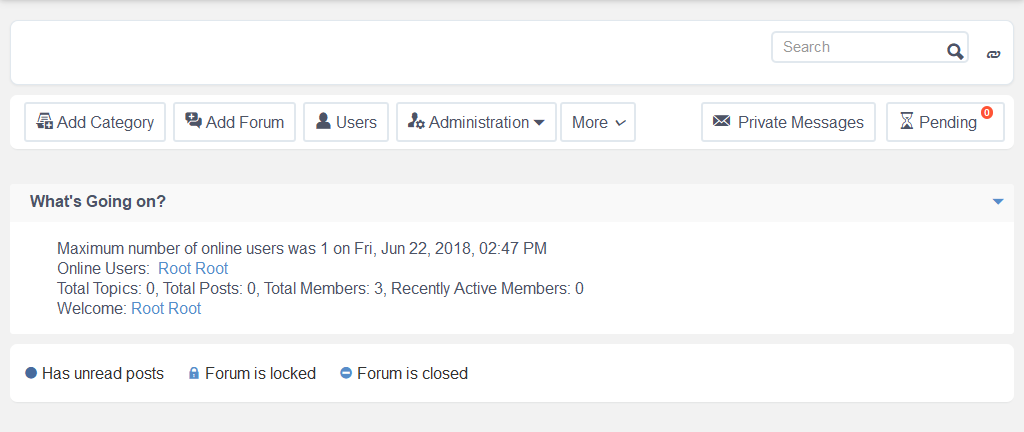 Search
Add Category Add Forum Users Administration More Private Messages Pending 0
What's Going on?
Maximum number of online users was 1 on Fri, Jun 22, 2018, 02:47 PM
Online Users: Root Root
Total Topics: 0, Total Posts: 0, Total Members: 3, Recently Active Members: 0
Welcome: Root Root
Has unread posts Forum is locked Forum is closed